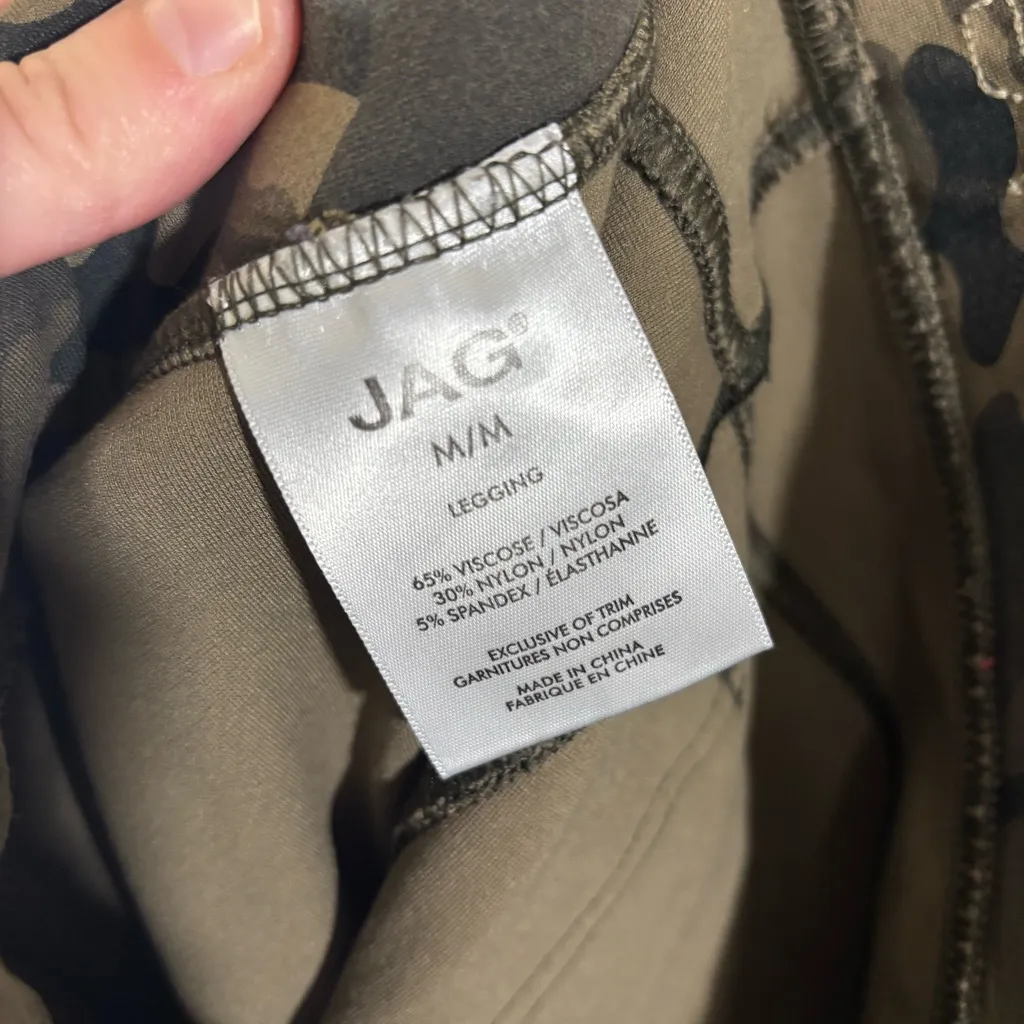 JAG®
M/M
LEGGING
65% VISCOSE / VISCOSA
30% NYLON / NYLON
5% SPANDEX / ÉLASTHANNE
EXCLUSIVE OF TRIM
GARNITURES NON COMPRISES
MADE IN CHINA
FABRIQUE EN CHINE